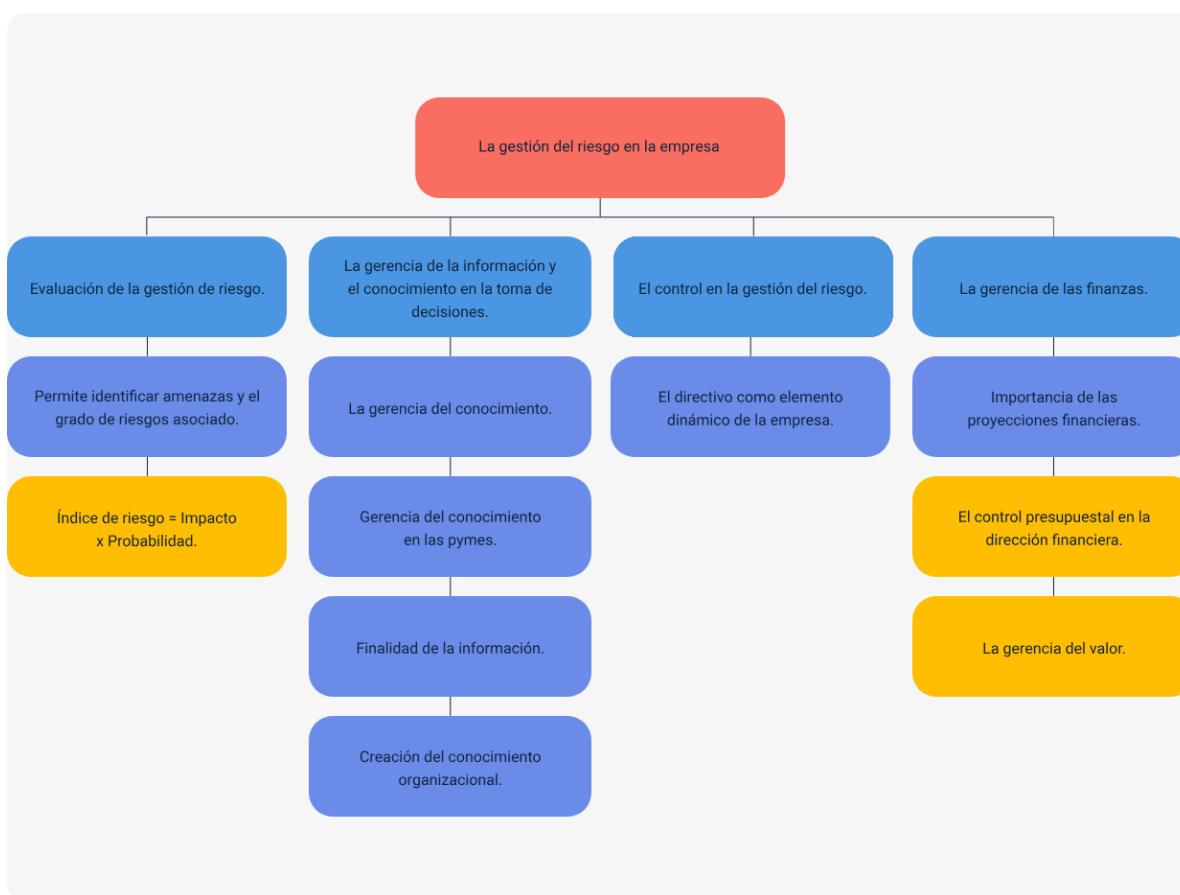 La gestión del riesgo en la empresa
Evaluación de la gestión de riesgo.
La gerencia de la información y
el conocimiento en la toma de
decisiones.
El control en la gestión del riesgo.
La gerencia de las finanzas.
Permite identificar amenazas y el
grado de riesgos asociado.
La gerencia del conocimiento.
El directivo como elemento
dinámico de la empresa.
Importancia de las
proyecciones financieras.
Índice de riesgo = Impacto
x Probabilidad.
Gerencia del conocimiento
en las pymes.
El control presupuestal en la
dirección financiera.
Finalidad de la información.
La gerencia del valor.
Creación del conocimiento
organizacional.